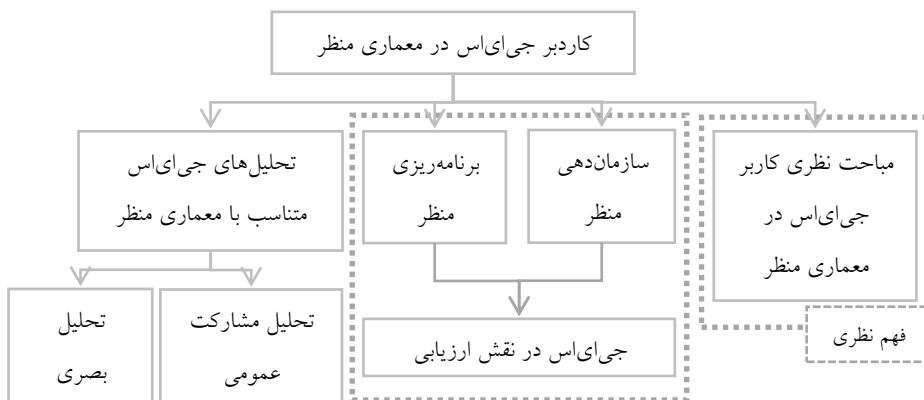 کاردبر جی‌ای‌اس در معماری منظر
مباحث نظری کاربر
جی‌ای‌اس در
معماری منظر
فهم نظری
سازمان‌دهی
منظر
برنامه‌ریزی
منظر
جی‌ای‌اس در نقش ارزیابی
تحلیل‌های جی‌ای‌اس
متناسب با معماری منظر
تحلیل مشارکت
عمومی
تحلیل
بصری